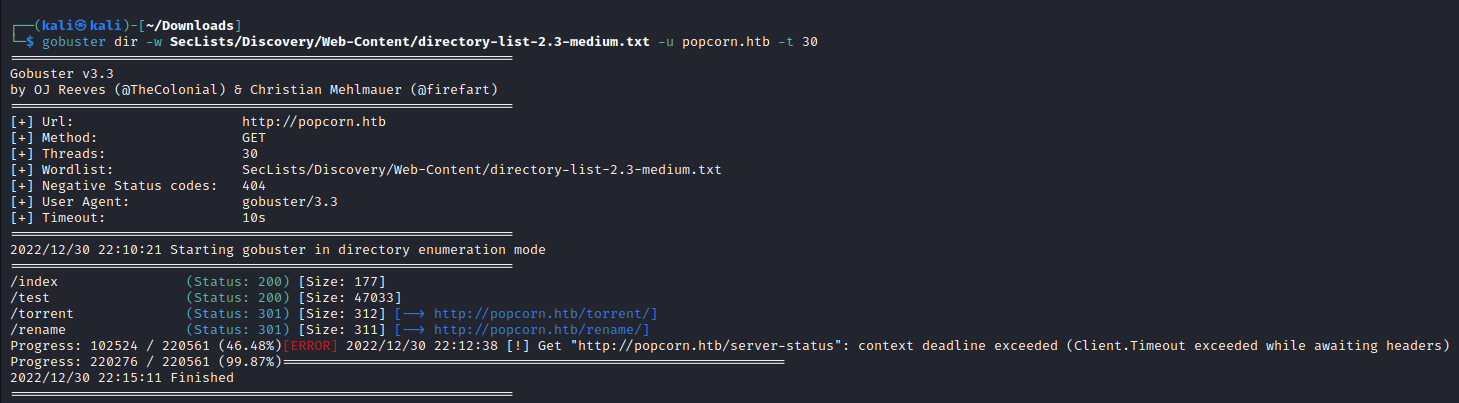 ┌──(kali㉿kali)-[~/Downloads]
└─$ gobuster dir -w SecLists/Discovery/Web-Content/directory-list-2.3-medium.txt -u popcorn.htb -t 30
===============================================================
Gobuster v3.3
by OJ Reeves (@TheColonial) & Christian Mehlmauer (@firefart)
===============================================================
[+] Url:                     http://popcorn.htb
[+] Method:                  GET
[+] Threads:                 30
[+] Wordlist:                SecLists/Discovery/Web-Content/directory-list-2.3-medium.txt
[+] Negative Status codes:   404
[+] User Agent:              gobuster/3.3
[+] Timeout:                 10s
===============================================================
2022/12/30 22:10:21 Starting gobuster in directory enumeration mode
===============================================================
/index                (Status: 200) [Size: 177]
/test                 (Status: 200) [Size: 47033]
/torrent              (Status: 301) [Size: 312] [--> http://popcorn.htb/torrent/]
/rename               (Status: 301) [Size: 311] [--> http://popcorn.htb/rename/]
Progress: 102524 / 220561 (46.48%)[ERROR] 2022/12/30 22:12:38 [!] Get "http://popcorn.htb/server-status": context deadline exceeded (Client.Timeout exceeded while awaiting headers)
Progress: 220276 / 220561 (99.87%)===============================================================
2022/12/30 22:15:11 Finished
===============================================================